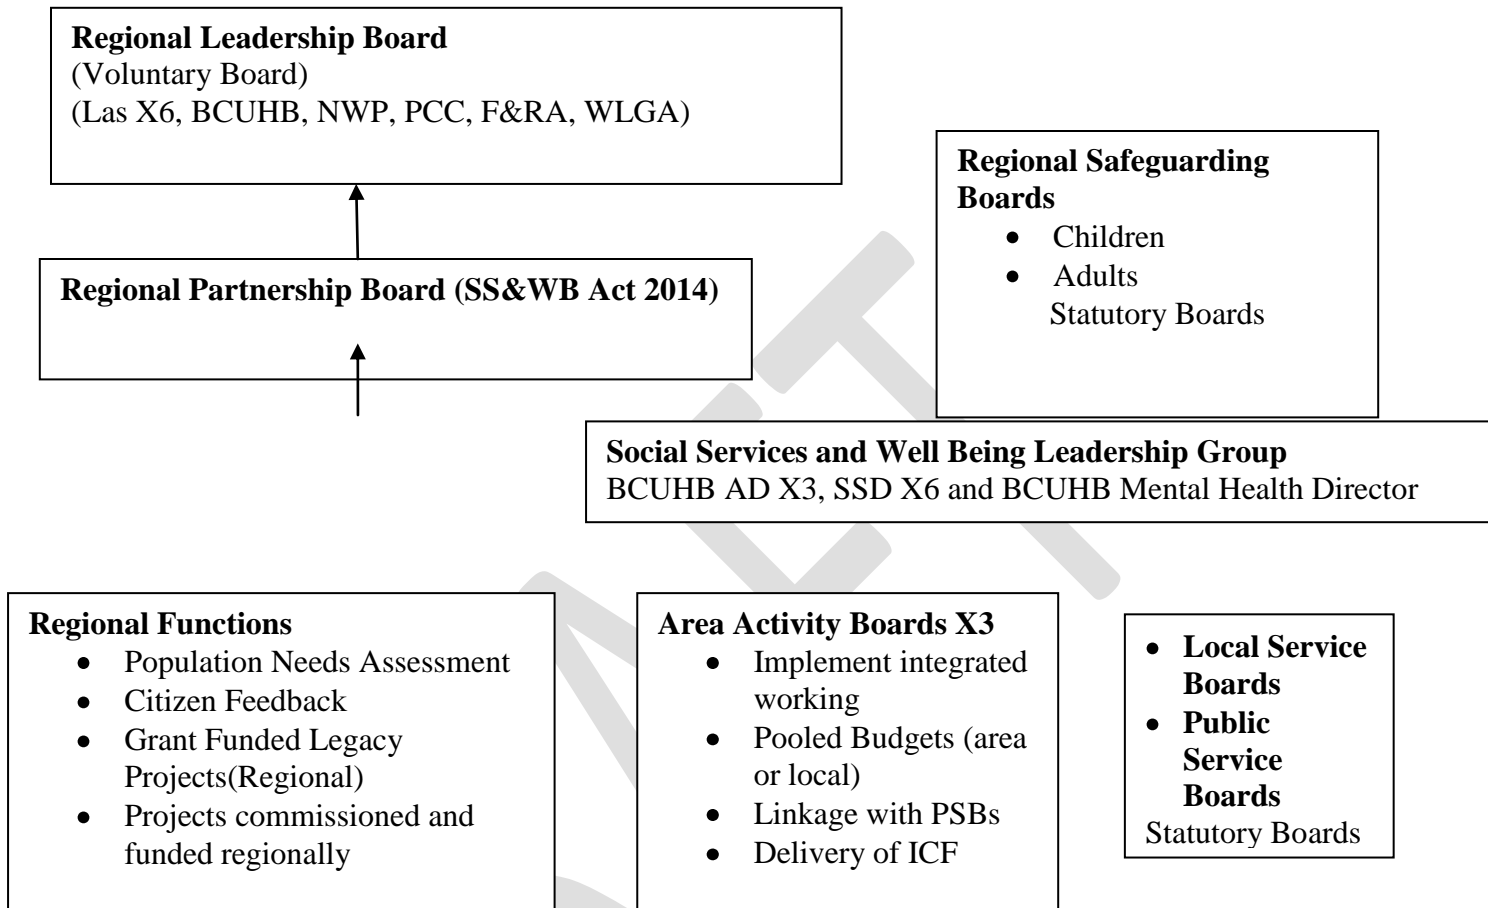 Regional Leadership Board
(Voluntary Board)
(Las X6, BCUHB, NWP, PCC, F&RA, WLGA)
Regional Safeguarding
Boards
• Children
• Adults
Statutory Boards
Regional Partnership Board (SS&WB Act 2014)
Social Services and Well Being Leadership Group
BCUHB AD X3, SSD X6 and BCUHB Mental Health Director
Regional Functions
• Population Needs Assessment
• Citizen Feedback
• Grant Funded Legacy
Projects(Regional)
• Projects commissioned and
funded regionally
Area Activity Boards X3
• Implement integrated
working
• Pooled Budgets (area
or local)
• Linkage with PSBs
• Delivery of ICF
• Local Service
Boards
• Public
Service
Boards
Statutory Boards